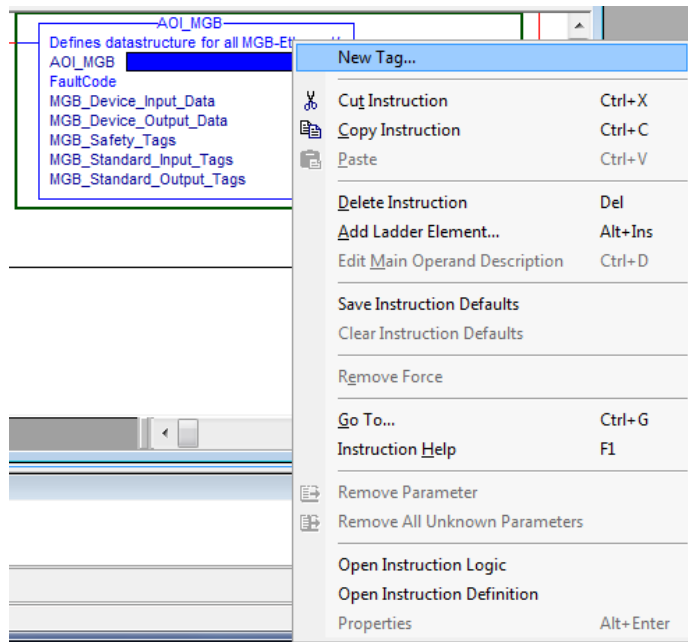 AOI_MGB
Defines datastructure for all MGB-Eth
AOI_MGB
FaultCode
MGB_Device_Input_Data
MGB_Device_Output_Data
MGB_Safety_Tags
MGB_Standard_Input_Tags
MGB_Standard_Output_Tags
New Tag...
Cut Instruction Ctrl+X
Copy Instruction Ctrl+C
Paste Ctrl+V
Delete Instruction Del
Add Ladder Element... Alt+Ins
Edit Main Operand Description Ctrl+D
Save Instruction Defaults
Clear Instruction Defaults
Remove Force
Go To... Ctrl+G
Instruction Help F1
Remove Parameter
Remove All Unknown Parameters
Open Instruction Logic
Open Instruction Definition
Properties Alt+Enter